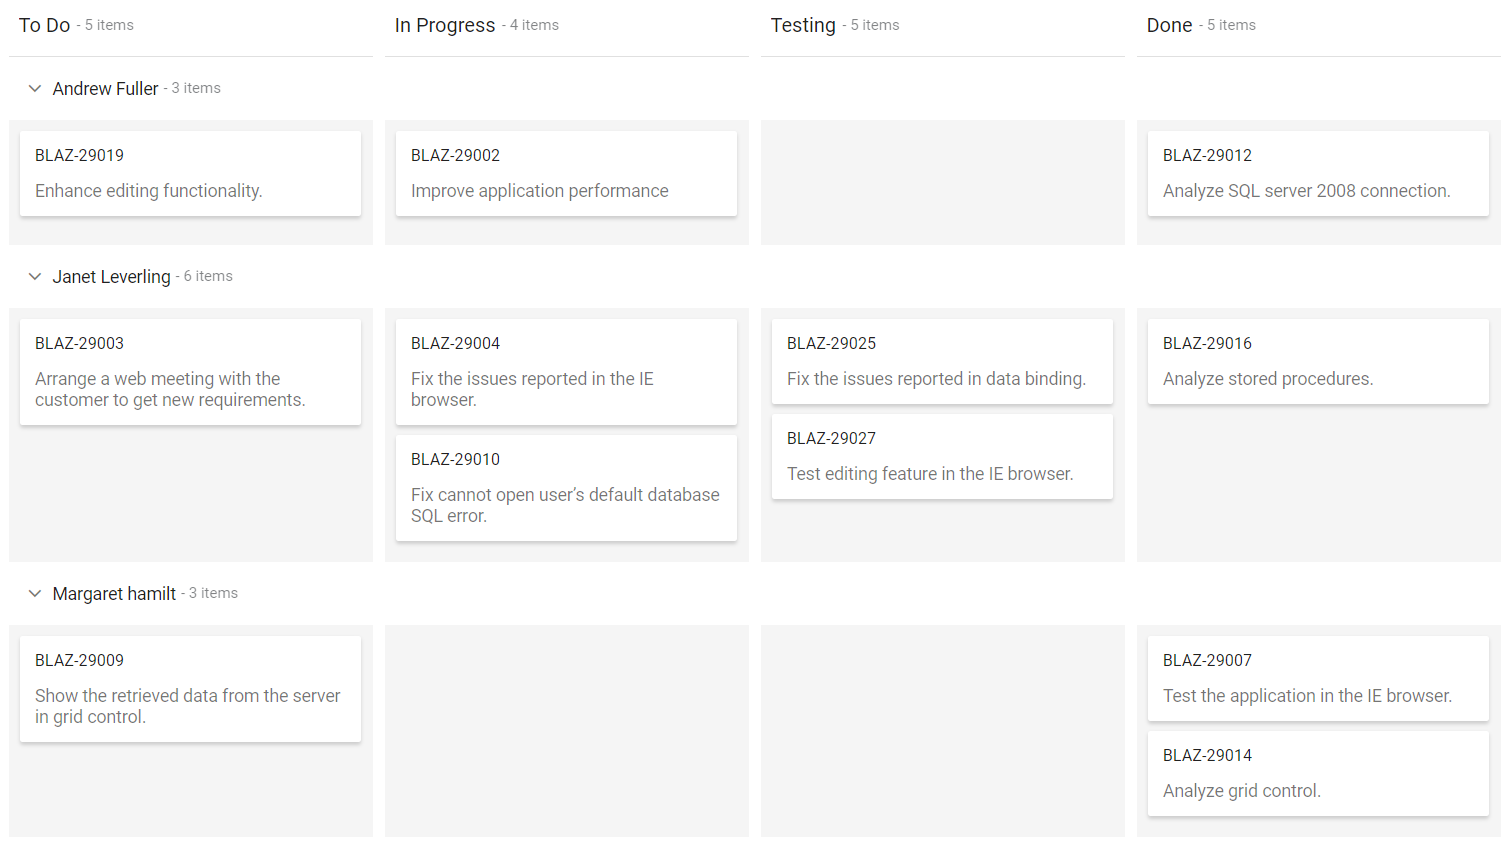 To Do - 5 items
In Progress - 4 items
Testing - 5 items
Done - 5 items
Andrew Fuller - 3 items
BLAZ-29019
Enhance editing functionality.
BLAZ-29002
Improve application performance
BLAZ-29012
Analyze SQL server 2008 connection.
Janet Leverling - 6 items
BLAZ-29003
Arrange a web meeting with the
customer to get new requirements.
BLAZ-29004
Fix the issues reported in the IE
browser.
BLAZ-29010
Fix cannot open user’s default database
SQL error.
BLAZ-29025
Fix the issues reported in data binding.
BLAZ-29027
Test editing feature in the IE browser.
BLAZ-29016
Analyze stored procedures.
Margaret hamilt - 3 items
BLAZ-29009
Show the retrieved data from the server
in grid control.
BLAZ-29007
Test the application in the IE browser.
BLAZ-29014
Analyze grid control.